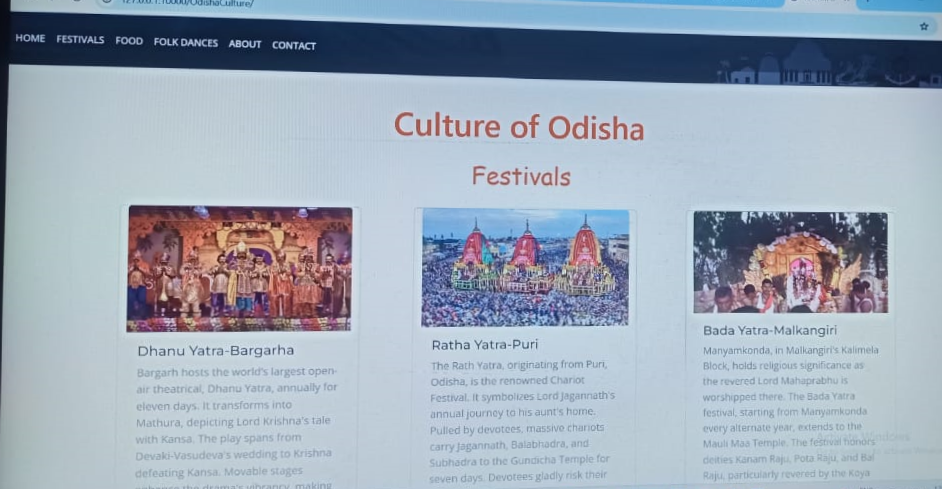 127.0.0.1:10000/OdishaCulture/
HOME FESTIVALS FOOD FOLK DANCES ABOUT CONTACT
Culture of Odisha
Festivals
Dhanu Yatra-Bargarha
Bargarh hosts the world's largest open-
air theatrical, Dhanu Yatra, annually for
eleven days. It transforms into
Mathura, depicting Lord Krishna's tale
with Kansa. The play spans from
Devaki-Vasudeva's wedding to Krishna
defeating Kansa. Movable stages
enhance the drama's vibrancy, making
Ratha Yatra-Puri
The Rath Yatra, originating from Puri,
Odisha, is the renowned Chariot
Festival. It symbolizes Lord Jagannath's
annual journey to his aunt's home.
Pulled by devotees, massive chariots
carry Jagannath, Balabhadra, and
Subhadra to the Gundicha Temple for
seven days. Devotees gladly risk their
Bada Yatra-Malkangiri
Manyamkonda, in Malkangiri's Kalimela
Block, holds religious significance as
the revered Lord Mahaprabhu is
worshipped there. The Bada Yatra
festival, starting from Manyamkonda
every alternate year, extends to the
Mauli Maa Temple. The festival honors
deities Kanam Raju, Pota Raju, and Bal
Raju, particularly revered by the Koya